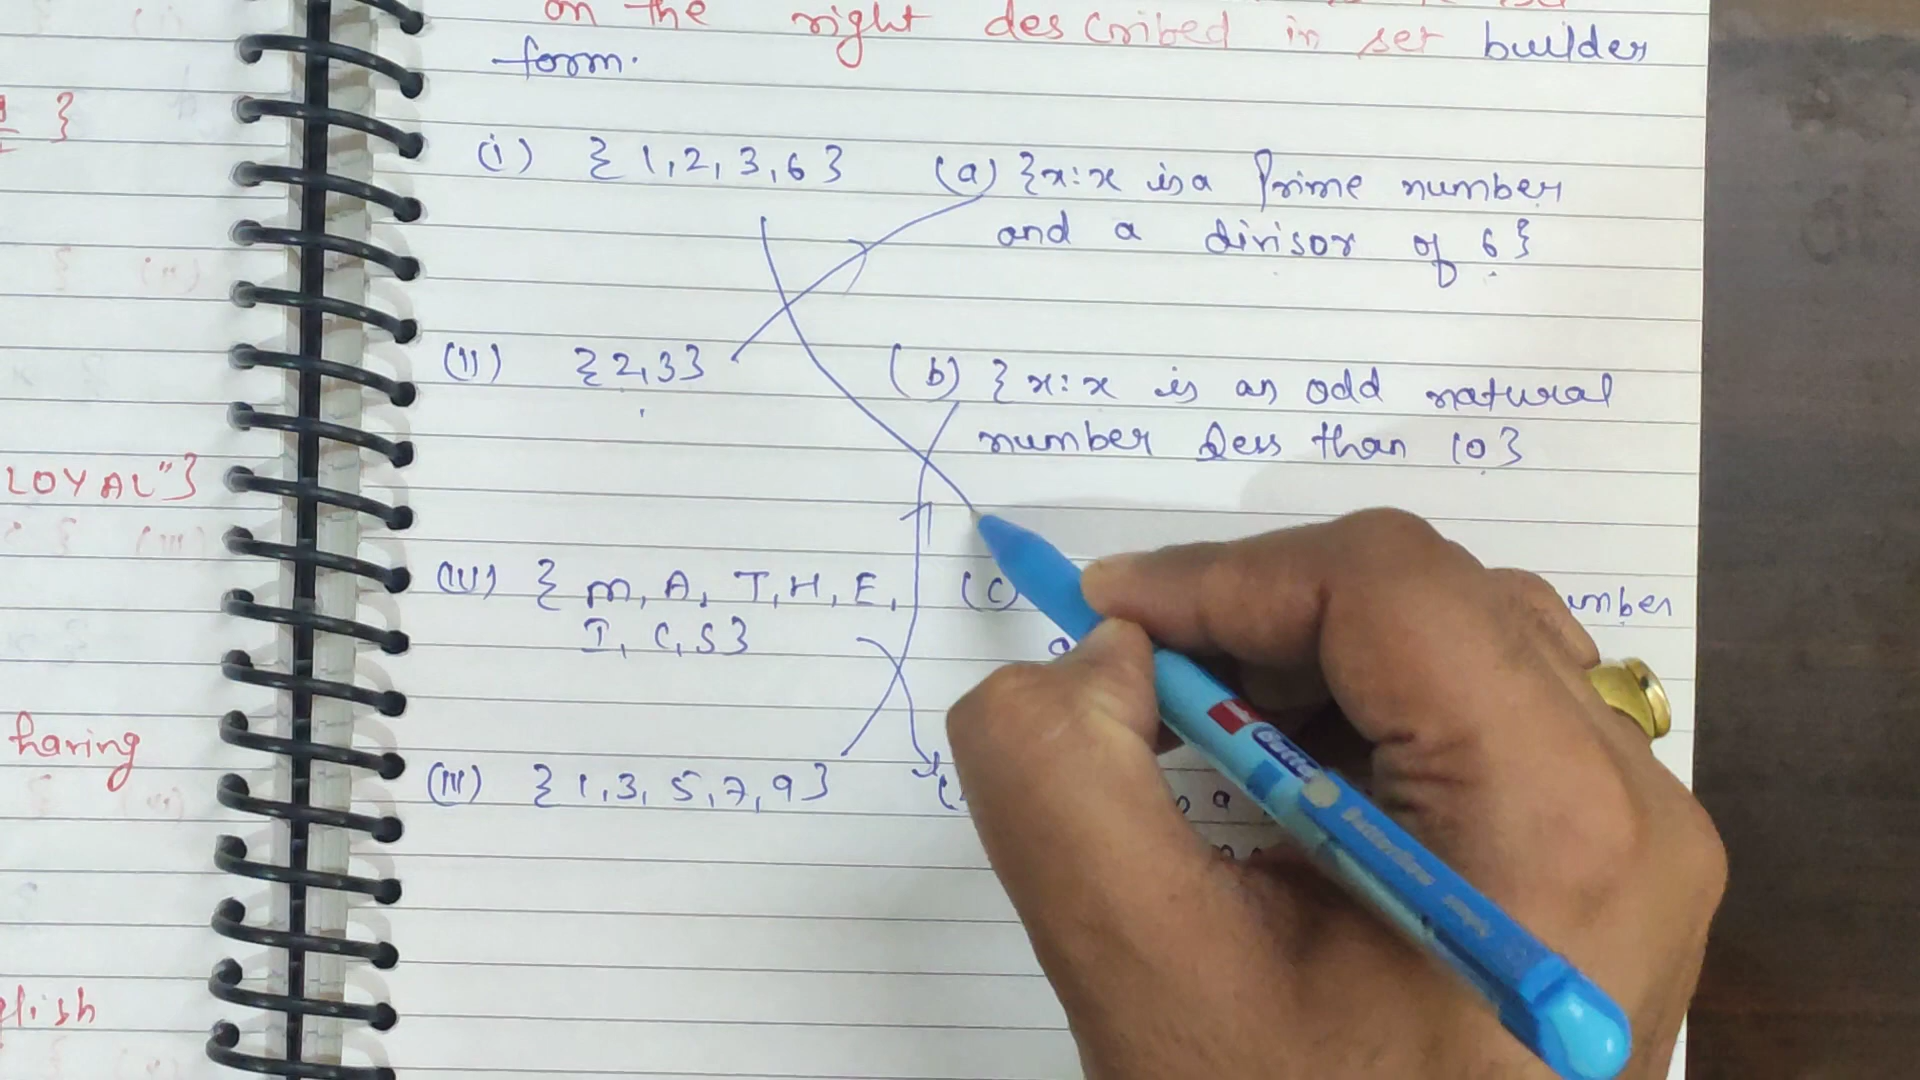 on the right described in set builder
form.
(i) { 1, 2, 3, 6 } (a) {x:x is a Prime number
and a divisor of 6 }
(ii) { 2, 3 } (b) { x:x is an odd natural
number less than 10 }
{ M, A, T, H, E, (c) umber
I, C, S }
(iii) { 1, 3, 5, 7, 9 } a
}
LOYAL" }
having
lish